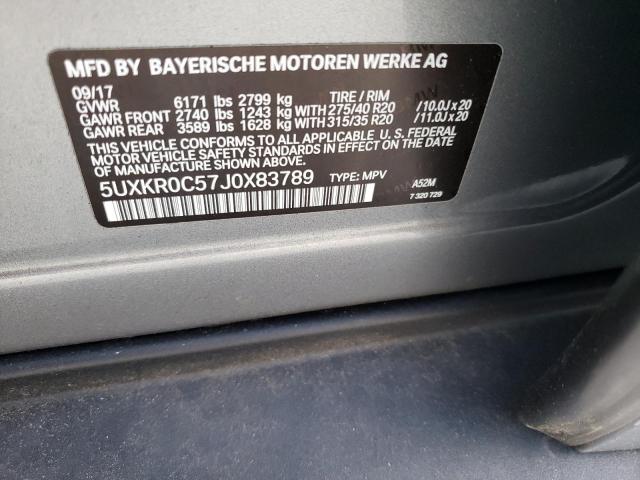 MFD BY BAYERISCHE MOTOREN WERKE AG
09/17
GVWR 6171 lbs 2799 kg TIRE / RIM
GAWR FRONT 2740 lbs 1243 kg WITH 275/40 R20 /10.0J x 20
GAWR REAR 3589 lbs 1628 kg WITH 315/35 R20 /11.0J x 20
THIS VEHICLE CONFORMS TO ALL APPLICABLE U. S. FEDERAL
MOTOR VEHICLE SAFETY STANDARDS IN EFFECT ON THE DATE
OF MANUFACTURE SHOWN ABOVE.
5UXKR0C57J0X83789 TYPE: MPV A52M
7 320 729